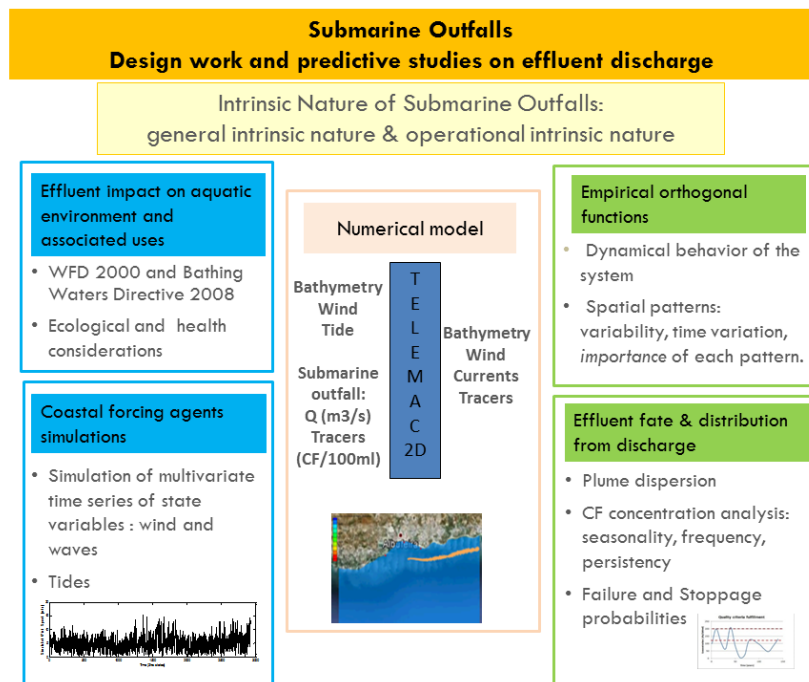 Submarine Outfalls
Design work and predictive studies on effluent discharge
Intrinsic Nature of Submarine Outfalls:
general intrinsic nature & operational intrinsic nature
Effluent impact on aquatic
environment and
associated uses
• WFD 2000 and Bathing
Waters Directive 2008
• Ecological and health
considerations
Coastal forcing agents
simulations
• Simulation of multivariate
time series of state
variables : wind and
waves
• Tides
Numerical model
Bathymetry
Wind
Tide
Submarine
outfall:
Q (m3/s)
Tracers
(CF/100ml)
T
E
L
E
M
A
C
2D
Bathymetry
Wind
Currents
Tracers
Empirical orthogonal
functions
• Dynamical behavior of the
system
• Spatial patterns:
variability, time variation,
importance of each pattern.
Effluent fate & distribution
from discharge
• Plume dispersion
• CF concentration analysis:
seasonality, frequency,
persistency
• Failure and Stoppage
probabilities
Quality criteria fulfillment